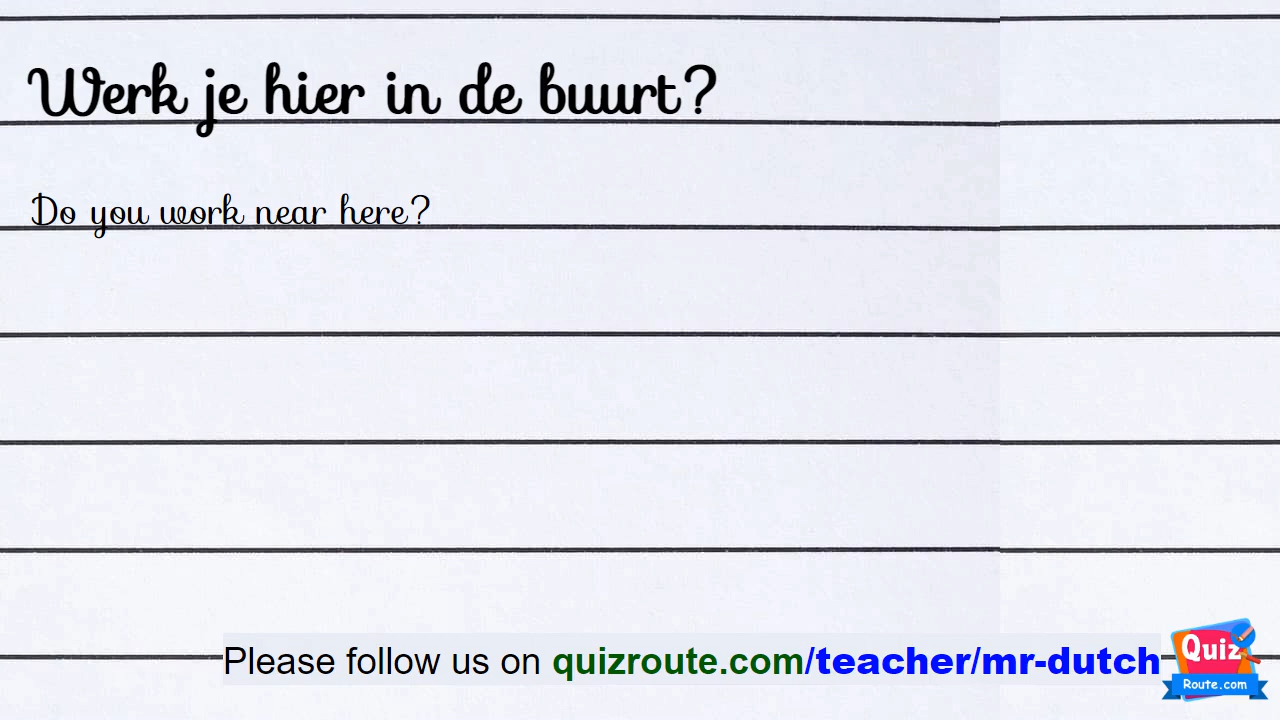 Werk je hier in de buurt?
Do you work near here?
Please follow us on quizroute.com/teacher/mr-dutch
Quiz
Route.com